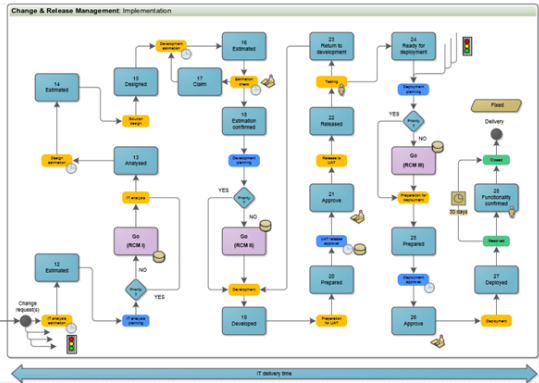 Change & Release Management: Implementation
Change
request(s)
IT analysis
estimation
12
Estimated
IT analysis
planning
Priority
?
YES
NO
Go
(RCM I)
IT analysis
13
Analysed
Design
estimation
14
Estimated
Solution
design
15
Designed
Development
estimation
16
Estimated
17
Claim
Estimation
check
18
Estimation
confirmed
Development
planning
Priority
?
YES
NO
Go
(RCM II)
Development
19
Developed
Preparation
for UAT
20
Prepared
UAT release
approval
21
Approve
Release to
UAT
22
Released
Testing
23
Return to
development
24
Ready for
deployment
Deployment
planning
Priority
?
YES
NO
Go
(RCM III)
Preparation for
deployment
25
Prepared
Deployment
approval
26
Approve
Deployment
27
Deployed
Resolved
28
Functionality
confirmed
30 days
Closed
Delivery
Fixed
IT delivery time